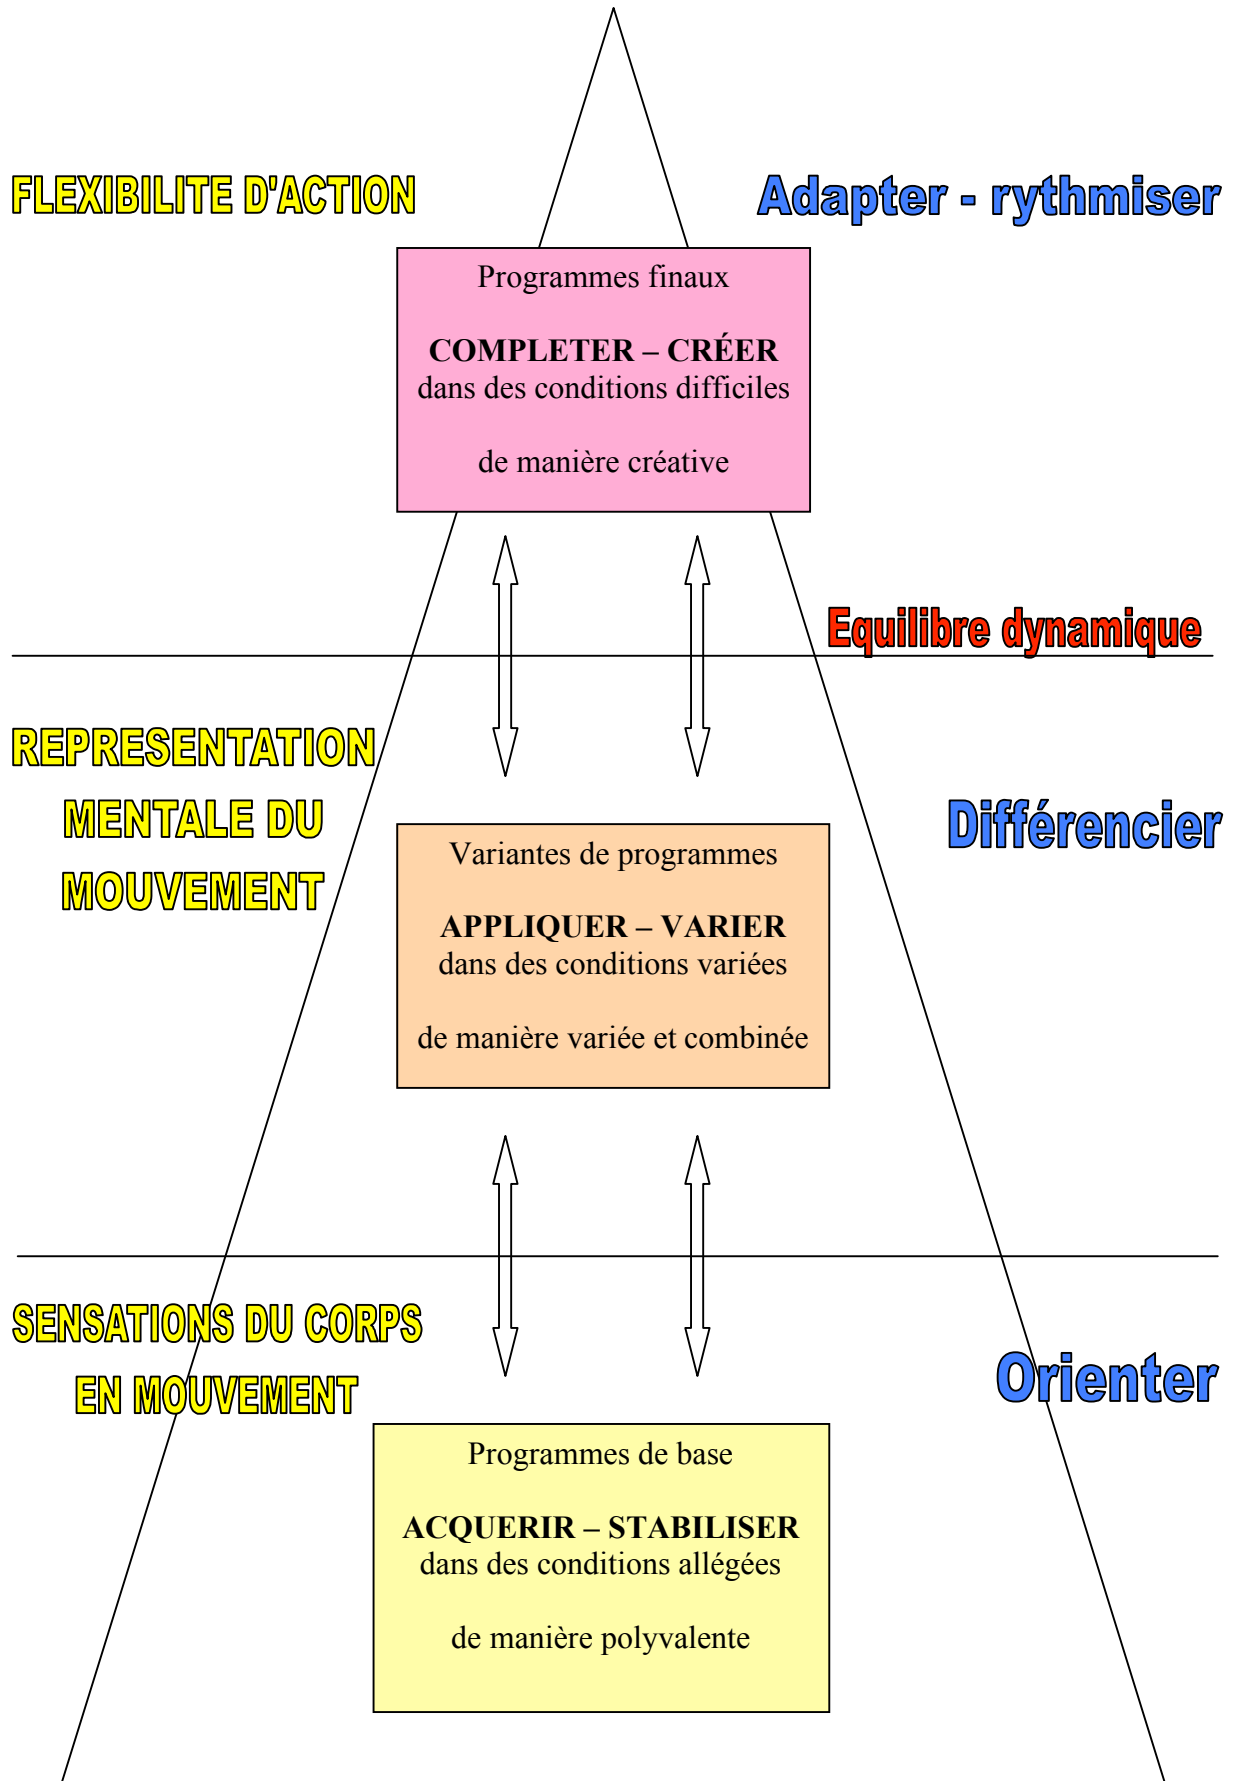 FLEXIBILITE D'ACTION
Adapter - rythmiser
Programmes finaux
COMPLETER – CRÉER
dans des conditions difficiles
de manière créative
Equilibre dynamique
REPRESENTATION
MENTALE DU
MOUVEMENT
Différencier
Variantes de programmes
APPLIQUER – VARIER
dans des conditions variées
de manière variée et combinée
SENSATIONS DU CORPS
EN MOUVEMENT
Orienter
Programmes de base
ACQUERIR – STABILISER
dans des conditions allégées
de manière polyvalente